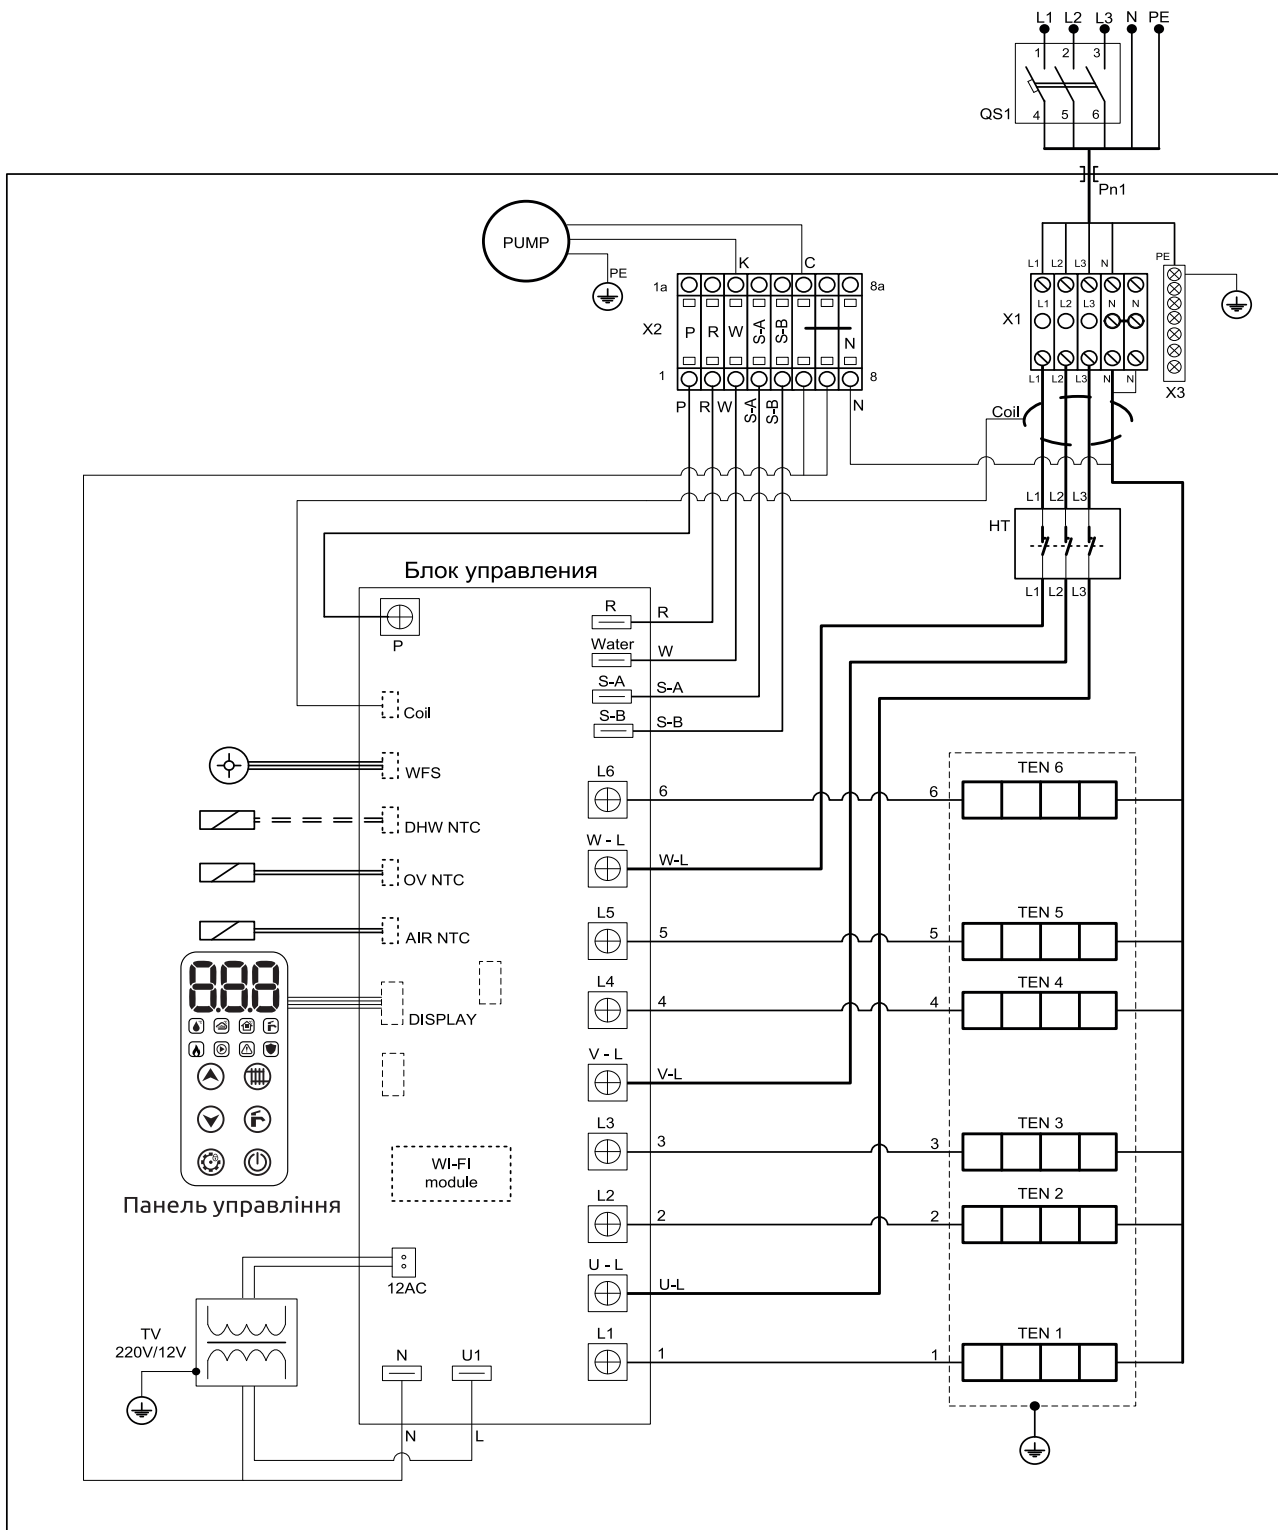 L1 L2 L3 N PE
1 2 3
QS1 4 5 6
Pn1
PUMP
PE
K C
1a 8a
X2 P R W S-A S-B N
1 8
P R W S-A S-B N
L1 L2 L3 N PE
L1 L2 L3 N N
X1
L1 L2 L3 N N
X3
Coil
L1 L2 L3
HT
L1 L2 L3
Блок управления
P
R R
Water W
S-A S-A
S-B S-B
Coil
WFS
DHW NTC
OV NTC
AIR NTC
DISPLAY
8.8.8
Панель управління
WI-FI
module
12AC
TV
220V/12V
N U1
N L
L6 6 6 TEN 6
W - L W-L
L5 5 5 TEN 5
L4 4 4 TEN 4
V - L V-L
L3 3 3 TEN 3
L2 2 2 TEN 2
U - L U-L
L1 1 1 TEN 1